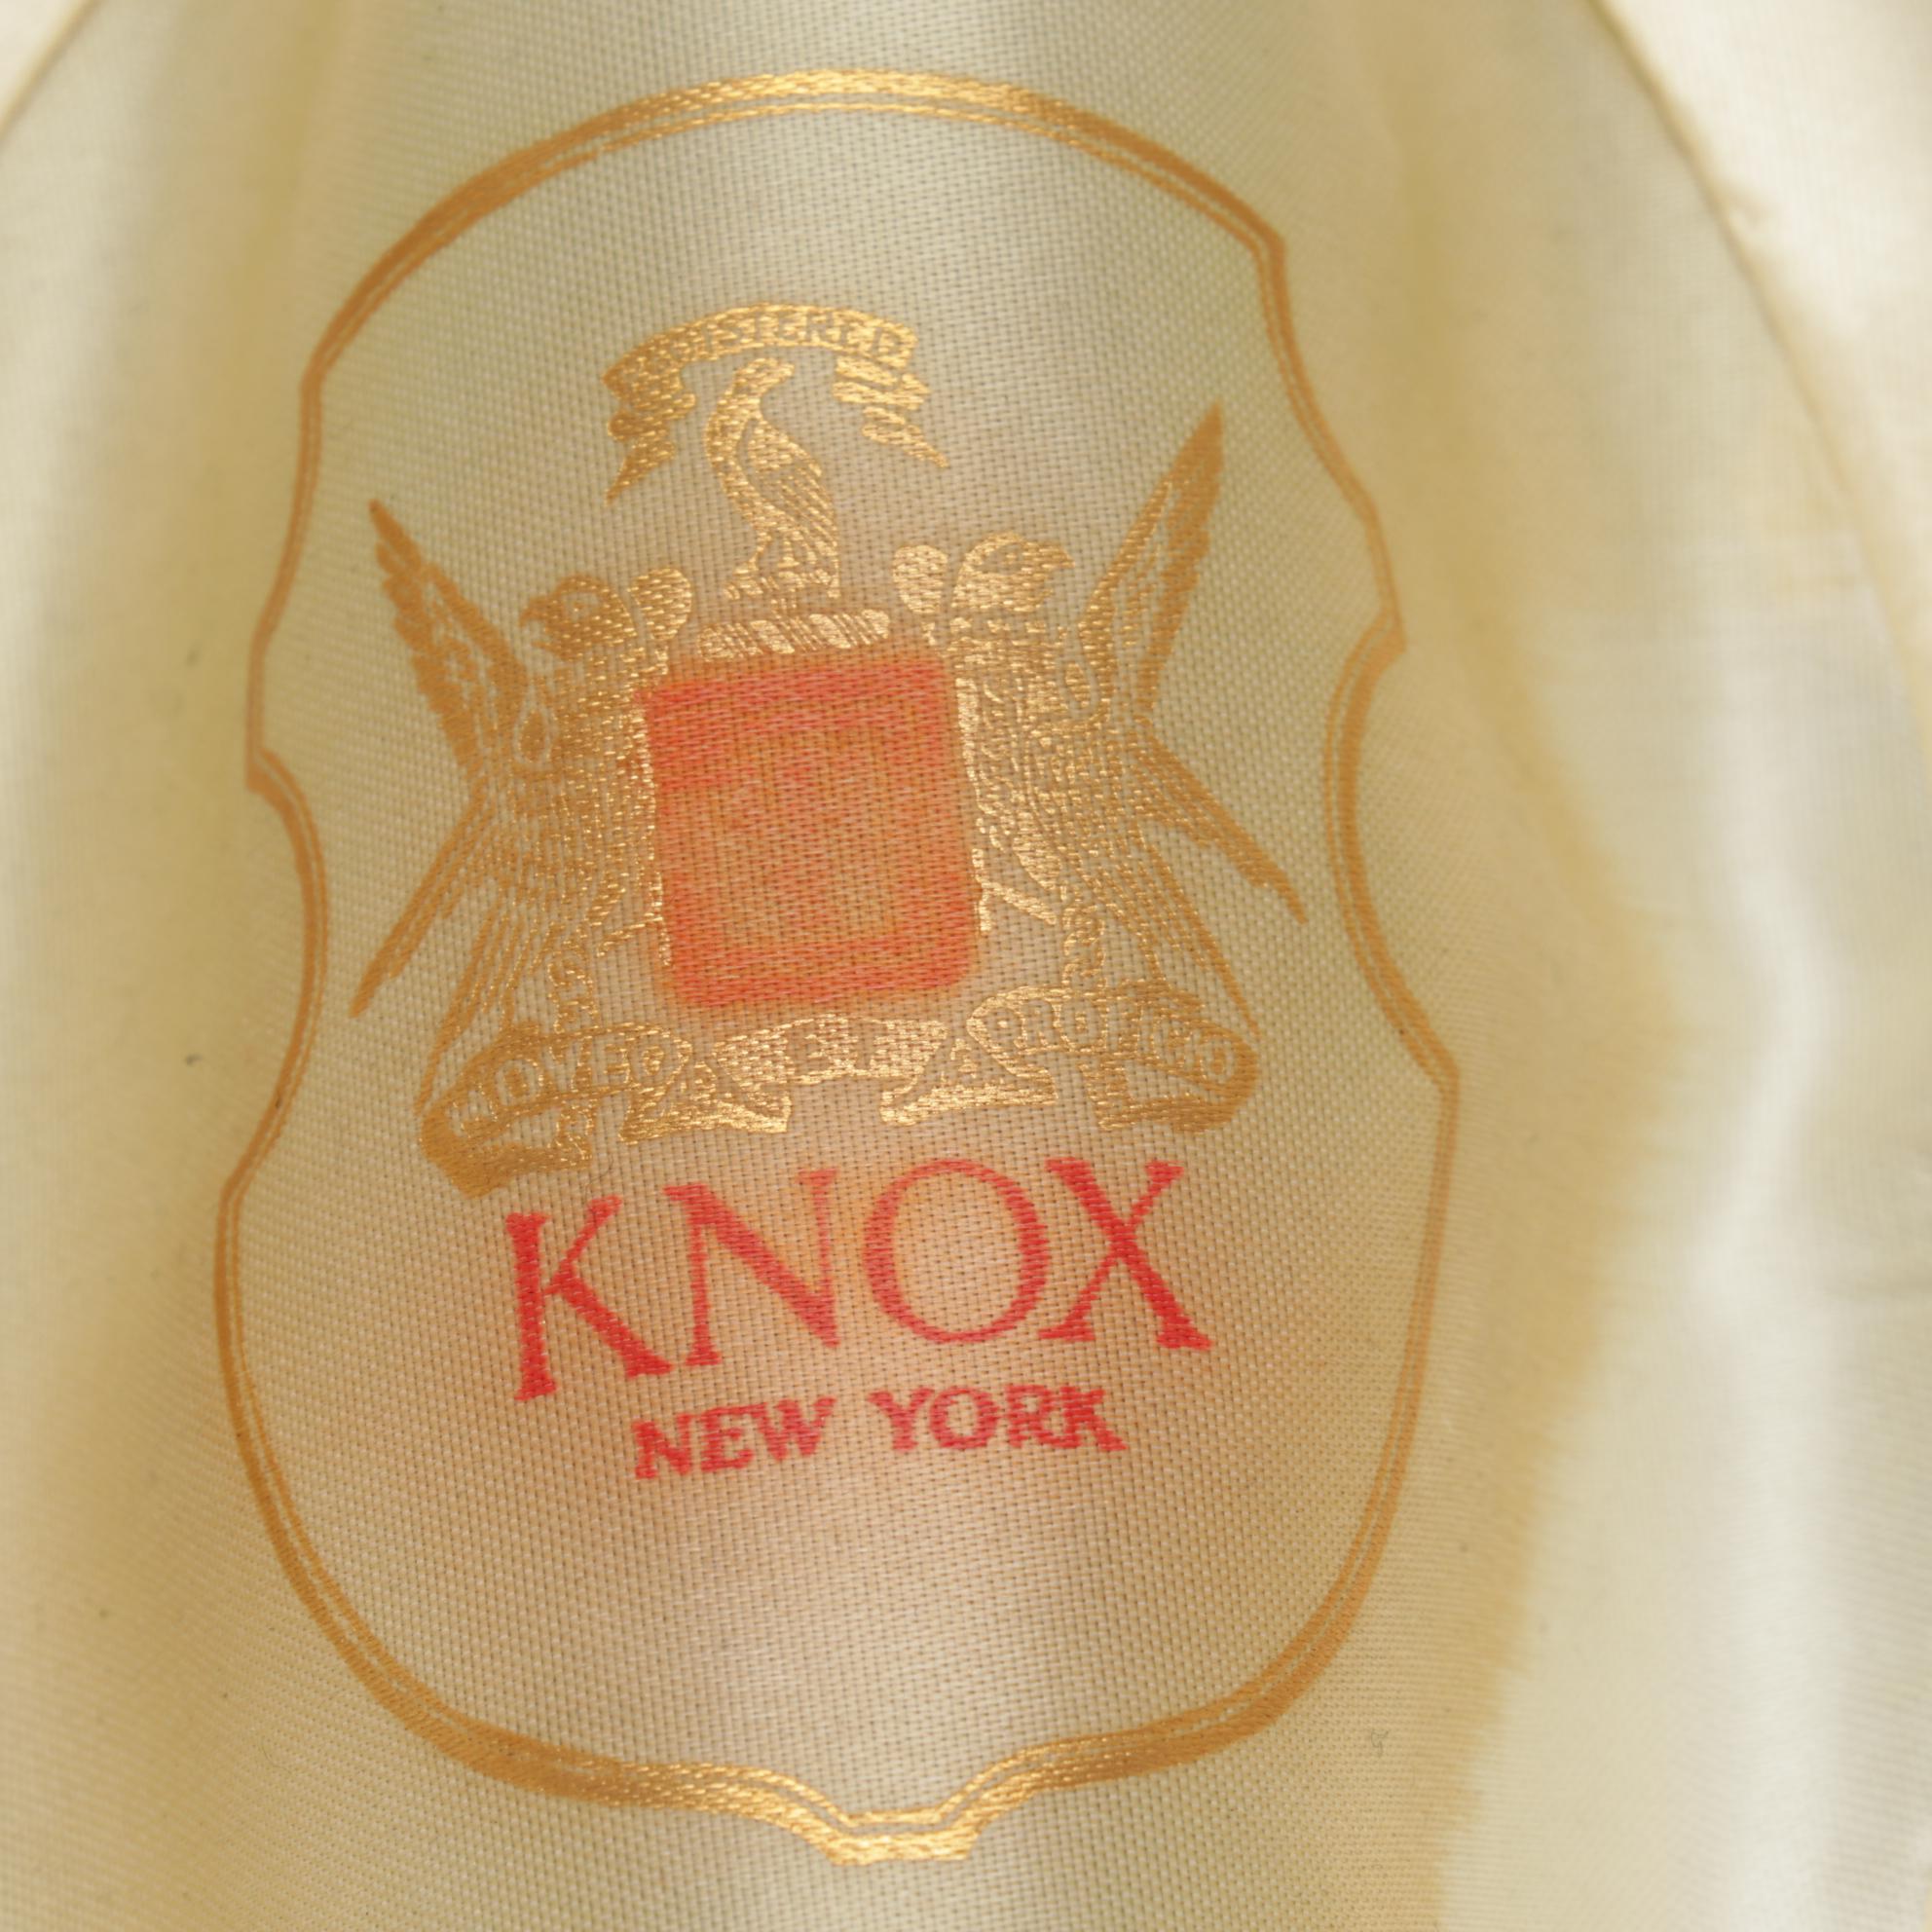 REGISTERED
MOVEO ET PROFICIO
KNOX
NEW YORK